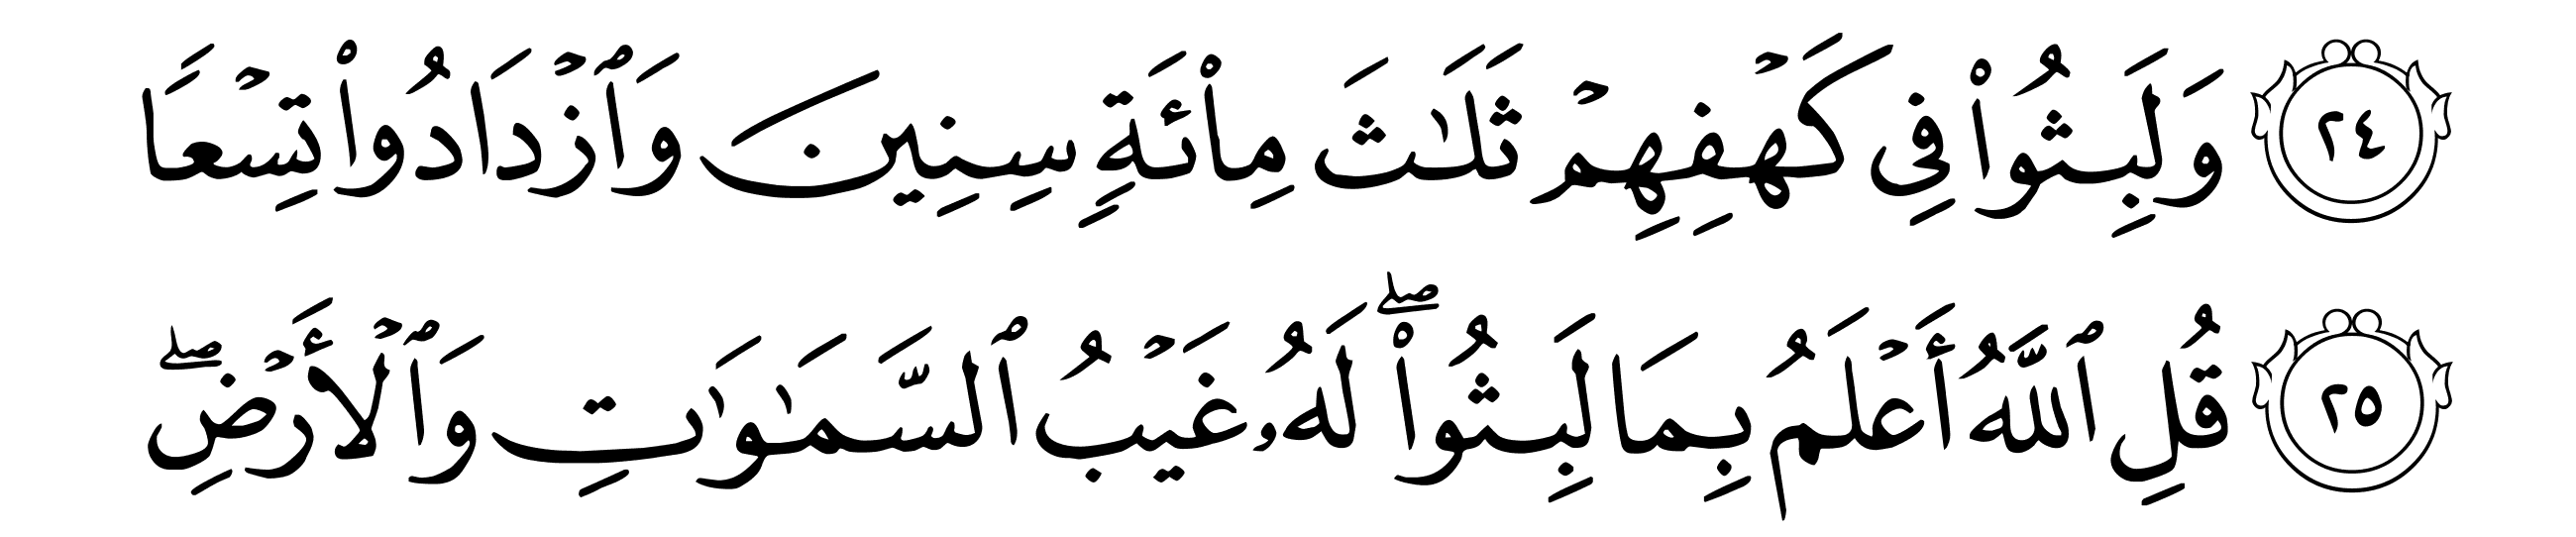 ٢٤ وَلَبِثُوا۟ فِى كَهْفِهِمْ ثَلَـٰثَ مِا۟ئَةٍ سِنِينَ وَٱزْدَادُوا۟ تِسْعًا
٢٥ قُلِ ٱللَّهُ أَعْلَمُ بِمَا لَبِثُوا۟ ۖ لَهُۥ غَيْبُ ٱلسَّمَـٰوَٰتِ وَٱلْأَرْضِ ۖ